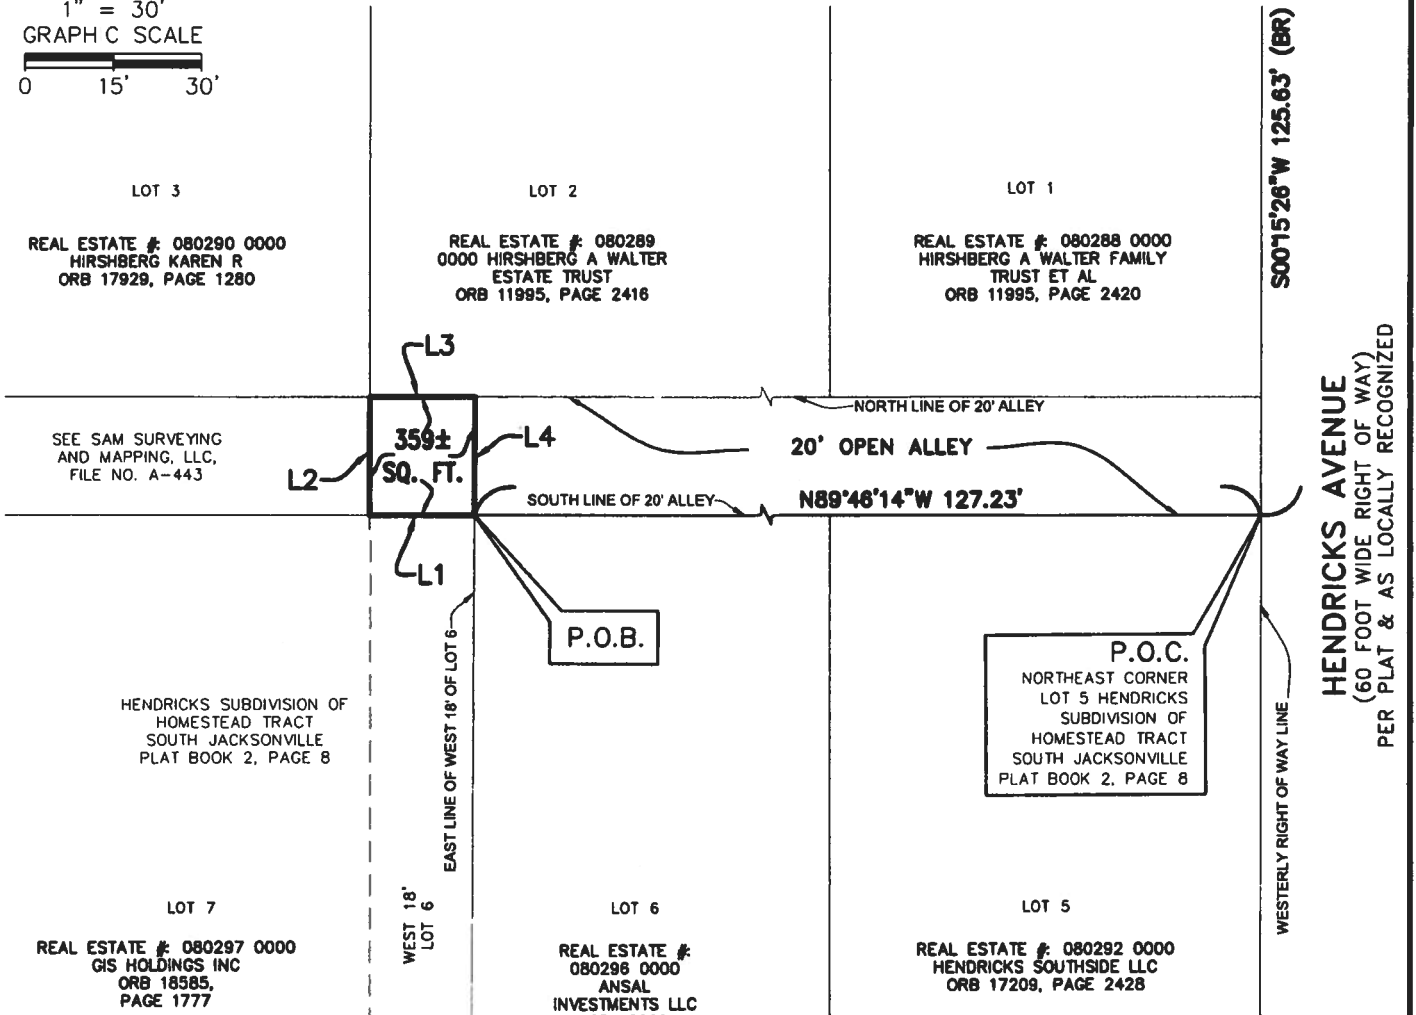 1" = 30'
GRAPH C SCALE
0 15' 30'
S00°15'26"W 125.63' (BR)
LOT 3
REAL ESTATE #: 080290 0000
HIRSHBERG KAREN R
ORB 17929, PAGE 1280
LOT 2
REAL ESTATE #: 080289
0000 HIRSHBERG A WALTER
ESTATE TRUST
ORB 11995, PAGE 2416
LOT 1
REAL ESTATE #: 080288 0000
HIRSHBERG A WALTER FAMILY
TRUST ET AL
ORB 11995, PAGE 2420
L3
NORTH LINE OF 20' ALLEY
SEE SAM SURVEYING
AND MAPPING, LLC,
FILE NO. A-443
L2
359±
SQ. FT.
L4
20' OPEN ALLEY
SOUTH LINE OF 20' ALLEY
N89°46'14"W 127.23'
L1
HENDRICKS AVENUE
(60 FOOT WIDE RIGHT OF WAY)
PER PLAT & AS LOCALLY RECOGNIZED
P.O.B.
P.O.C.
NORTHEAST CORNER
LOT 5 HENDRICKS
SUBDIVISION OF
HOMESTEAD TRACT
SOUTH JACKSONVILLE
PLAT BOOK 2, PAGE 8
EAST LINE OF WEST 18' OF LOT 6
WESTERLY RIGHT OF WAY LINE
HENDRICKS SUBDIVISION OF
HOMESTEAD TRACT
SOUTH JACKSONVILLE
PLAT BOOK 2, PAGE 8
WEST 18'
LOT 6
LOT 7
REAL ESTATE #: 080297 0000
GIS HOLDINGS INC
ORB 18585,
PAGE 1777
LOT 6
REAL ESTATE #:
080296 0000
ANSAL
INVESTMENTS LLC
LOT 5
REAL ESTATE #: 080292 0000
HENDRICKS SOUTHSIDE LLC
ORB 17209, PAGE 2428